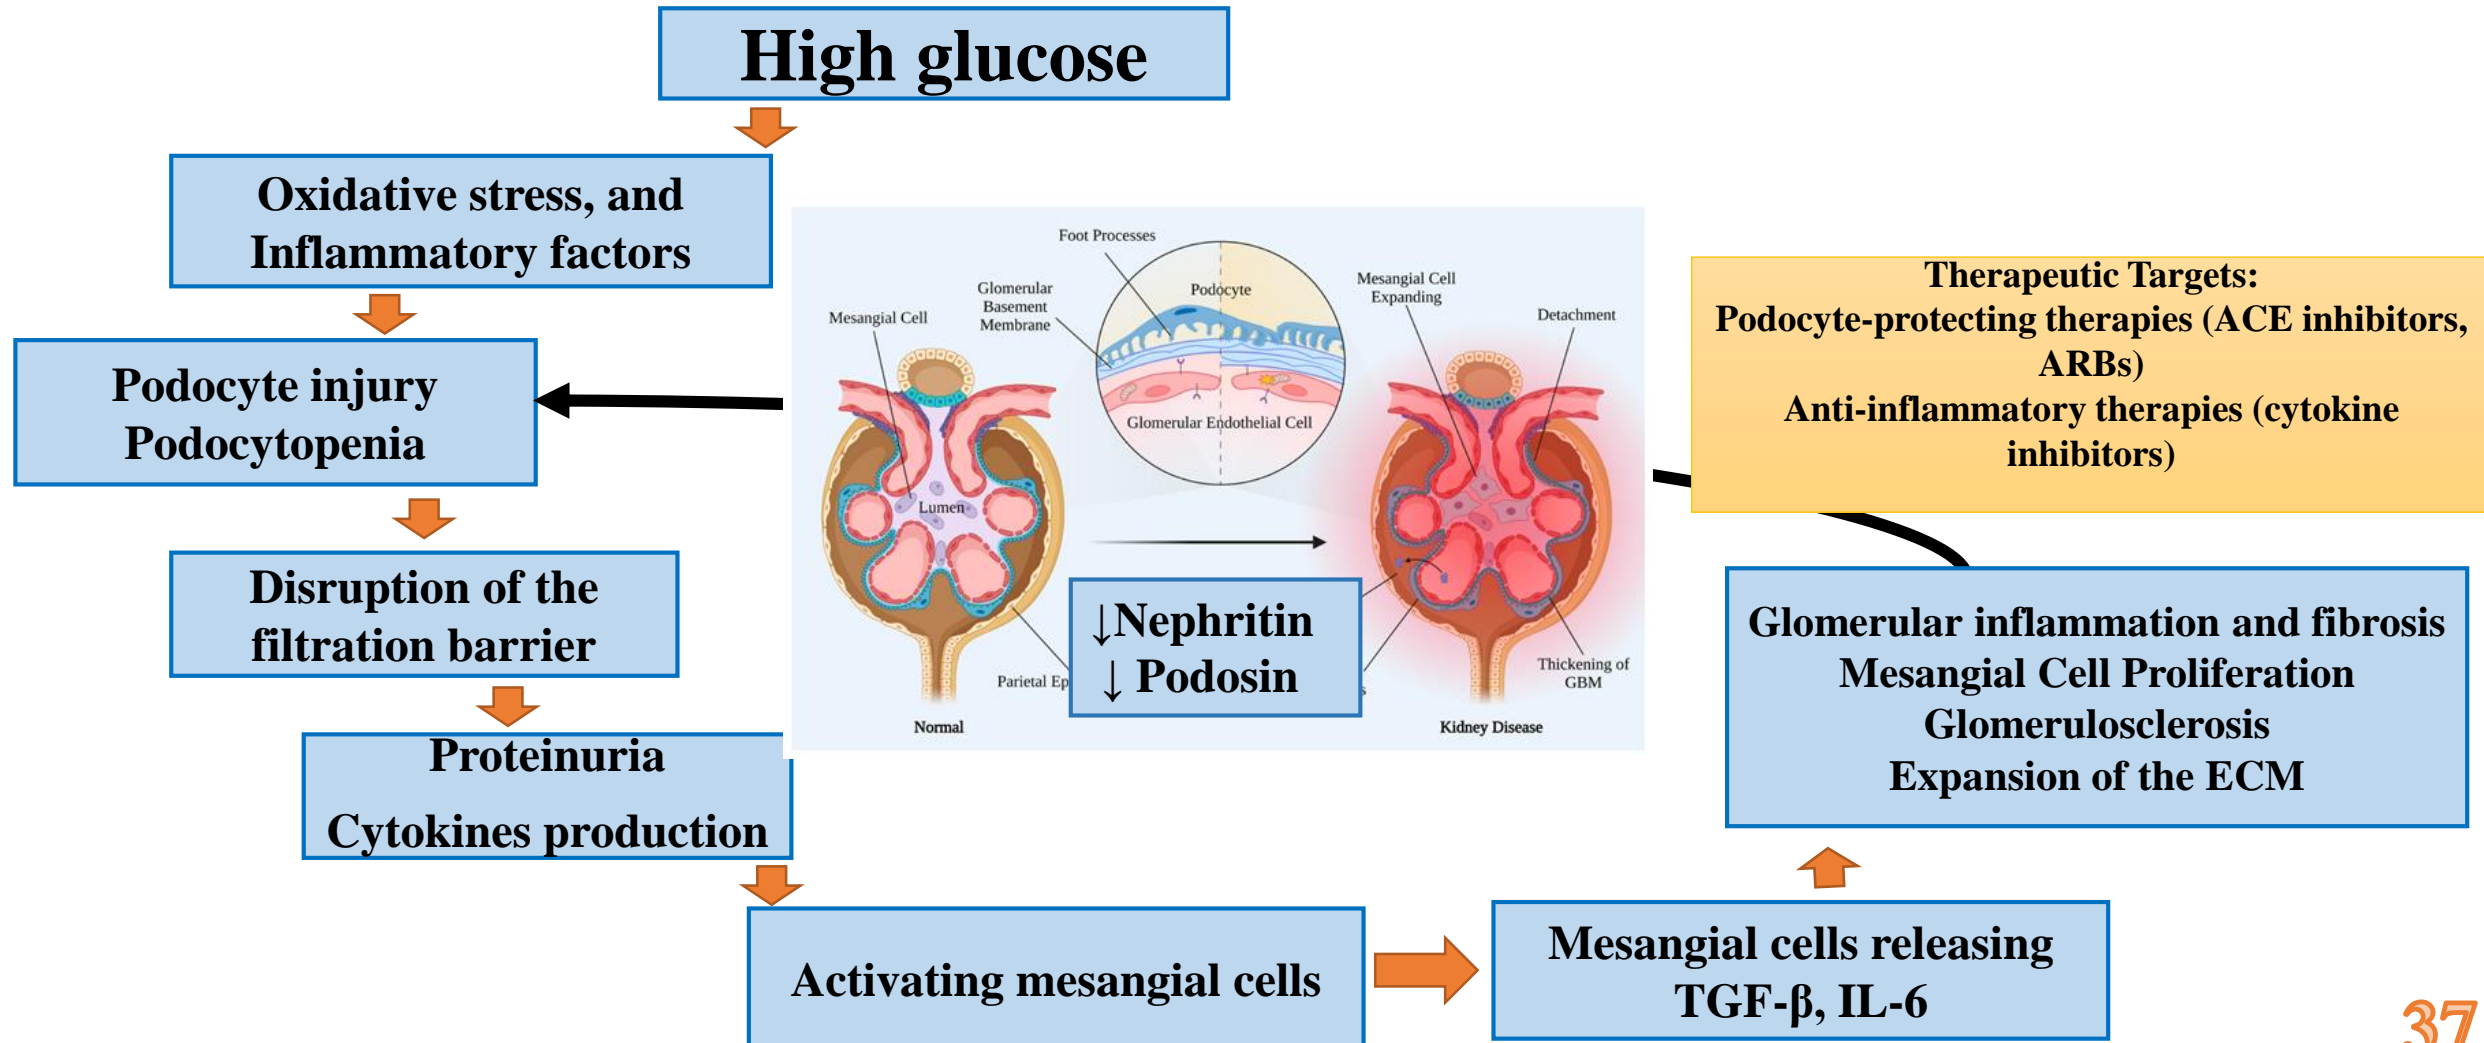 High glucose
Oxidative stress, and
Inflammatory factors
Podocyte injury
Podocytopenia
Disruption of the
filtration barrier
Proteinuria
Cytokines production
Activating mesangial cells
Mesangial cells releasing
TGF-β, IL-6
Glomerular inflammation and fibrosis
Mesangial Cell Proliferation
Glomerulosclerosis
Expansion of the ECM
Therapeutic Targets:
Podocyte-protecting therapies (ACE inhibitors,
ARBs)
Anti-inflammatory therapies (cytokine
inhibitors)
Foot Processes
Glomerular
Basement
Membrane
Mesangial Cell
Podocyte
Glomerular Endothelial Cell
Mesangial Cell
Expanding
Detachment
Lumen
Parietal Ep
↓Nephritin
↓ Podosin
s
Thickening of
GBM
Normal
Kidney Disease
37